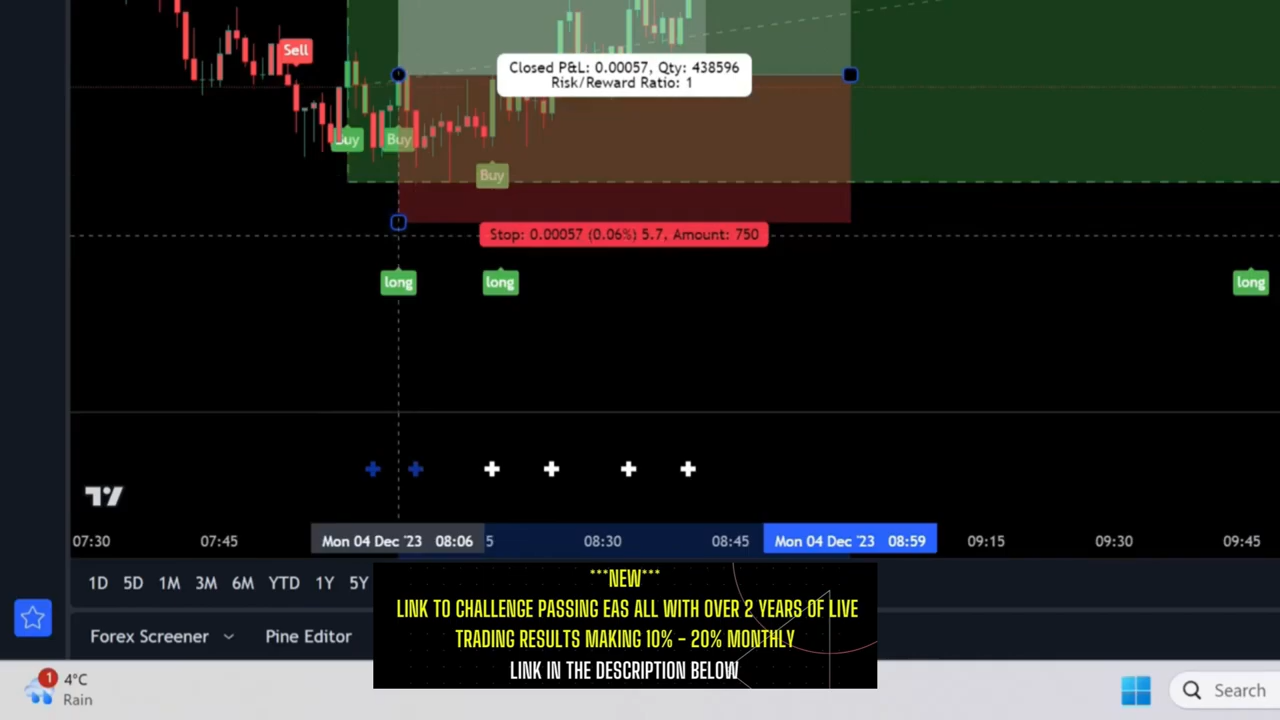 Sell
Closed P&L: 0.00057, Qty: 438596
Risk/Reward Ratio: 1
Buy
Buy
Buy
Stop: 0.00057 (0.06%) 5.7, Amount: 750
long
long
long
07:30
07:45
Mon 04 Dec '23 08:06
5
08:30
08:45
Mon 04 Dec '23 08:59
09:15
09:30
09:45
1D 5D 1M 3M 6M YTD 1Y 5Y
***NEW***
LINK TO CHALLENGE PASSING EAS ALL WITH OVER 2 YEARS OF LIVE
TRADING RESULTS MAKING 10% - 20% MONTHLY
LINK IN THE DESCRIPTION BELOW
Forex Screener
Pine Editor
1
4°C
Rain
Search